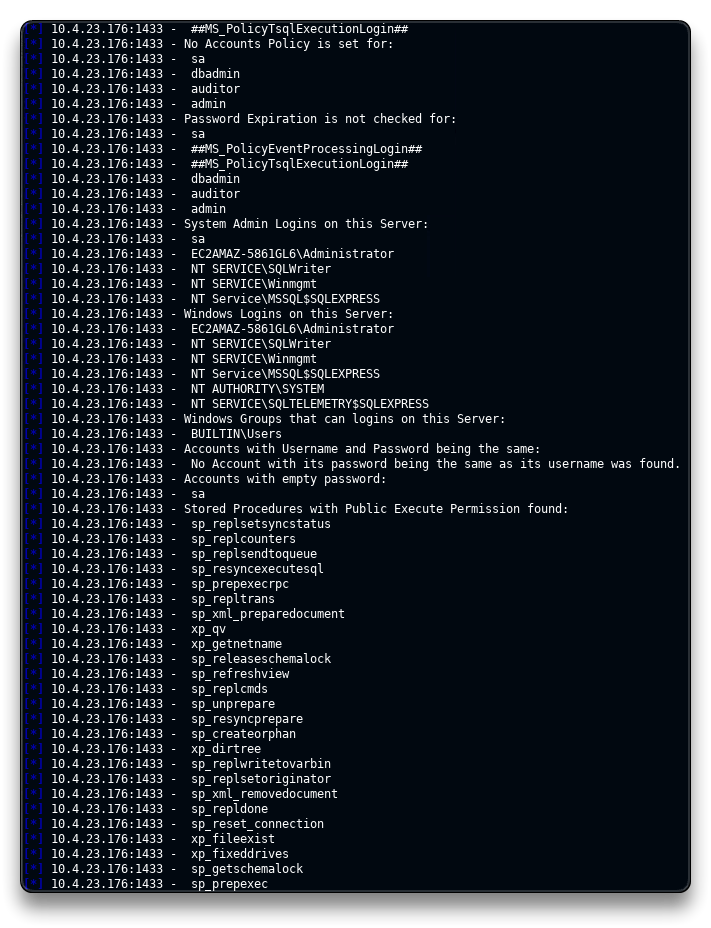 [*] 10.4.23.176:1433 -  ##MS_PolicyTsqlExecutionLogin##
[*] 10.4.23.176:1433 - No Accounts Policy is set for:
[*] 10.4.23.176:1433 -  sa
[*] 10.4.23.176:1433 -  dbadmin
[*] 10.4.23.176:1433 -  auditor
[*] 10.4.23.176:1433 -  admin
[*] 10.4.23.176:1433 - Password Expiration is not checked for:
[*] 10.4.23.176:1433 -  sa
[*] 10.4.23.176:1433 -  ##MS_PolicyEventProcessingLogin##
[*] 10.4.23.176:1433 -  ##MS_PolicyTsqlExecutionLogin##
[*] 10.4.23.176:1433 -  dbadmin
[*] 10.4.23.176:1433 -  auditor
[*] 10.4.23.176:1433 -  admin
[*] 10.4.23.176:1433 - System Admin Logins on this Server:
[*] 10.4.23.176:1433 -  sa
[*] 10.4.23.176:1433 -  EC2AMAZ-5861GL6\Administrator
[*] 10.4.23.176:1433 -  NT SERVICE\SQLWriter
[*] 10.4.23.176:1433 -  NT SERVICE\Winmgmt
[*] 10.4.23.176:1433 -  NT Service\MSSQL$SQLEXPRESS
[*] 10.4.23.176:1433 - Windows Logins on this Server:
[*] 10.4.23.176:1433 -  EC2AMAZ-5861GL6\Administrator
[*] 10.4.23.176:1433 -  NT SERVICE\SQLWriter
[*] 10.4.23.176:1433 -  NT SERVICE\Winmgmt
[*] 10.4.23.176:1433 -  NT Service\MSSQL$SQLEXPRESS
[*] 10.4.23.176:1433 -  NT AUTHORITY\SYSTEM
[*] 10.4.23.176:1433 -  NT SERVICE\SQLTELEMETRY$SQLEXPRESS
[*] 10.4.23.176:1433 - Windows Groups that can logins on this Server:
[*] 10.4.23.176:1433 -  BUILTIN\Users
[*] 10.4.23.176:1433 - Accounts with Username and Password being the same:
[*] 10.4.23.176:1433 -  No Account with its password being the same as its username was found.
[*] 10.4.23.176:1433 - Accounts with empty password:
[*] 10.4.23.176:1433 -  sa
[*] 10.4.23.176:1433 - Stored Procedures with Public Execute Permission found:
[*] 10.4.23.176:1433 -  sp_replsetsyncstatus
[*] 10.4.23.176:1433 -  sp_replcounters
[*] 10.4.23.176:1433 -  sp_replsendtoqueue
[*] 10.4.23.176:1433 -  sp_resyncexecutesql
[*] 10.4.23.176:1433 -  sp_prepexecrpc
[*] 10.4.23.176:1433 -  sp_repltrans
[*] 10.4.23.176:1433 -  sp_xml_preparedocument
[*] 10.4.23.176:1433 -  xp_qv
[*] 10.4.23.176:1433 -  xp_getnetname
[*] 10.4.23.176:1433 -  sp_releaseschemalock
[*] 10.4.23.176:1433 -  sp_refreshview
[*] 10.4.23.176:1433 -  sp_replcmds
[*] 10.4.23.176:1433 -  sp_unprepare
[*] 10.4.23.176:1433 -  sp_resyncprepare
[*] 10.4.23.176:1433 -  sp_createorphan
[*] 10.4.23.176:1433 -  xp_dirtree
[*] 10.4.23.176:1433 -  sp_replwritetovarbin
[*] 10.4.23.176:1433 -  sp_replsetoriginator
[*] 10.4.23.176:1433 -  sp_xml_removedocument
[*] 10.4.23.176:1433 -  sp_repldone
[*] 10.4.23.176:1433 -  sp_reset_connection
[*] 10.4.23.176:1433 -  xp_fileexist
[*] 10.4.23.176:1433 -  xp_fixeddrives
[*] 10.4.23.176:1433 -  sp_getschemalock
[*] 10.4.23.176:1433 -  sp_prepexec